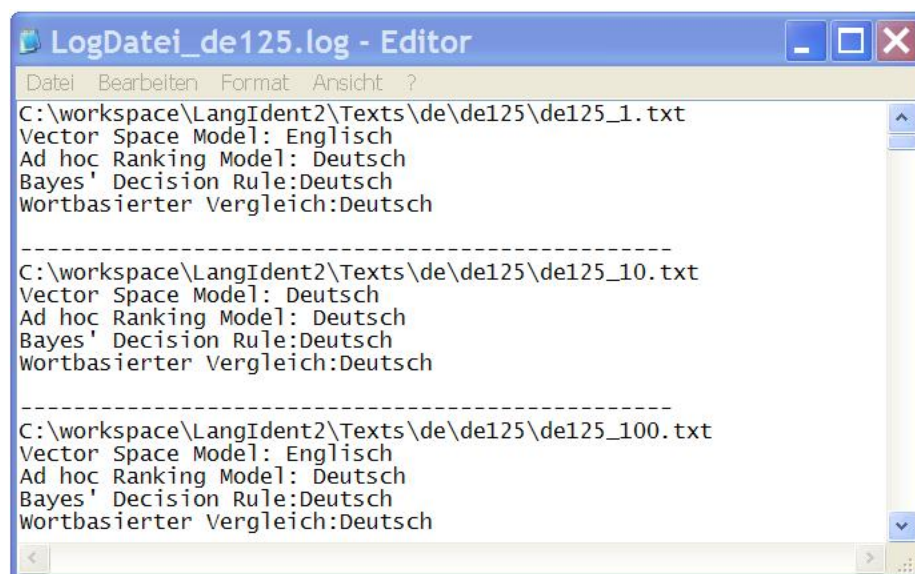 LogDatei_de125.log - Editor
Datei Bearbeiten Format Ansicht ?
C:\workspace\LangIdent2\Texts\de\de125\de125_1.txt
Vector Space Model: Englisch
Ad hoc Ranking Model: Deutsch
Bayes' Decision Rule:Deutsch
Wortbasierter Vergleich:Deutsch
-------------------------------------------------
C:\workspace\LangIdent2\Texts\de\de125\de125_10.txt
Vector Space Model: Deutsch
Ad hoc Ranking Model: Deutsch
Bayes' Decision Rule:Deutsch
Wortbasierter Vergleich:Deutsch
-------------------------------------------------
C:\workspace\LangIdent2\Texts\de\de125\de125_100.txt
Vector Space Model: Englisch
Ad hoc Ranking Model: Deutsch
Bayes' Decision Rule:Deutsch
Wortbasierter Vergleich:Deutsch